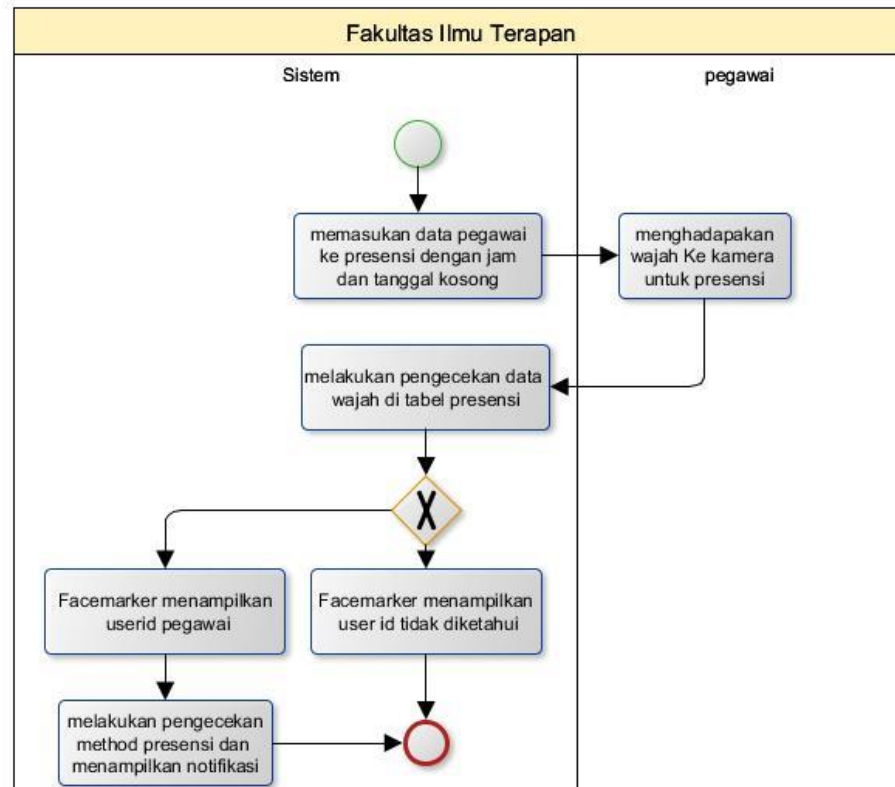 Fakultas Ilmu Terapan
Sistem
pegawai
memasukan data pegawai
ke presensi dengan jam
dan tanggal kosong
menghadapakan
wajah Ke kamera
untuk presensi
melakukan pengecekan data
wajah di tabel presensi
Facemarker menampilkan
userid pegawai
Facemarker menampilkan
user id tidak diketahui
melakukan pengecekan
method presensi dan
menampilkan notifikasi